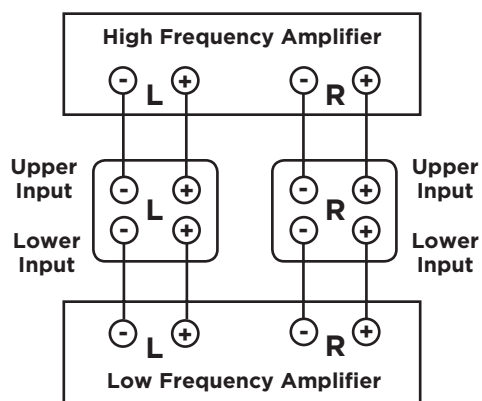 High Frequency Amplifier
- L + - R +
Upper
Input
- L + - R +
Upper
Input
Lower
Input
- + - +
Lower
Input
- L + - R +
Low Frequency Amplifier